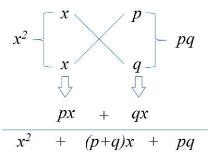 x p
x² pq
x q
px + qx
x² + (p+q)x + pq